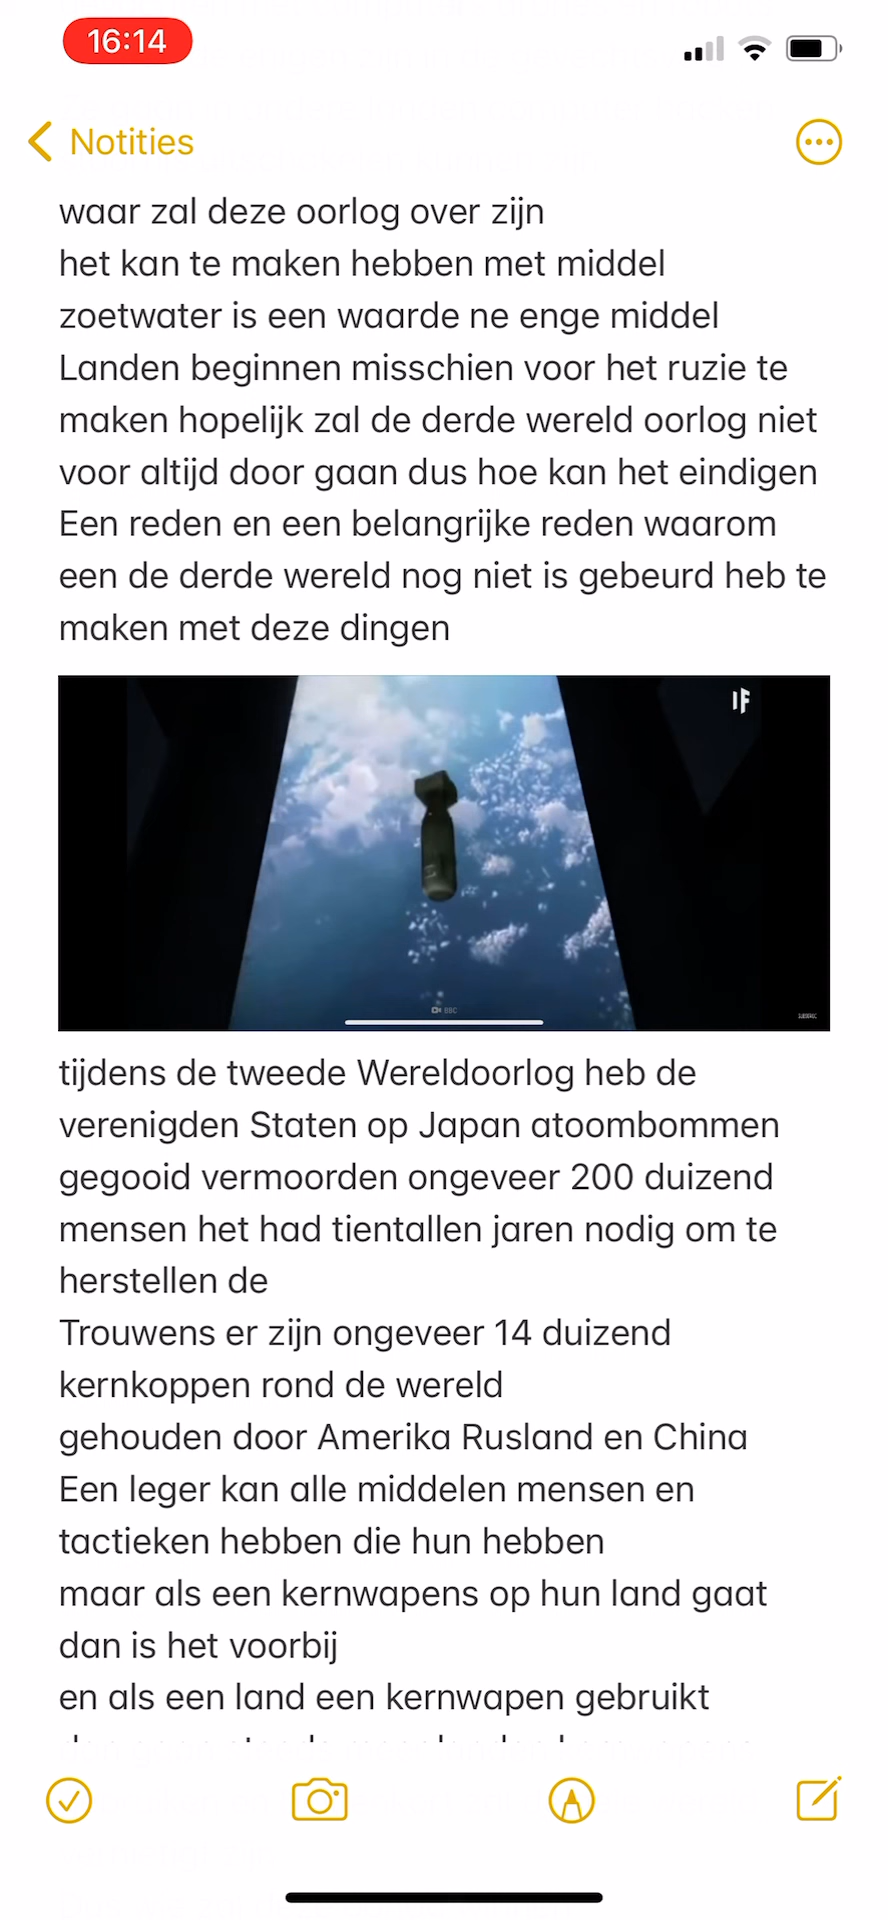 16:14
Notities
waar zal deze oorlog over zijn
het kan te maken hebben met middel
zoetwater is een waarde ne enge middel
Landen beginnen misschien voor het ruzie te
maken hopelijk zal de derde wereld oorlog niet
voor altijd door gaan dus hoe kan het eindigen
Een reden en een belangrijke reden waarom
een de derde wereld nog niet is gebeurd heb te
maken met deze dingen
IF
BBC
tijdens de tweede Wereldoorlog heb de
verenigden Staten op Japan atoombommen
gegooid vermoorden ongeveer 200 duizend
mensen het had tientallen jaren nodig om te
herstellen de
Trouwens er zijn ongeveer 14 duizend
kernkoppen rond de wereld
gehouden door Amerika Rusland en China
Een leger kan alle middelen mensen en
tactieken hebben die hun hebben
maar als een kernwapens op hun land gaat
dan is het voorbij
en als een land een kernwapen gebruikt